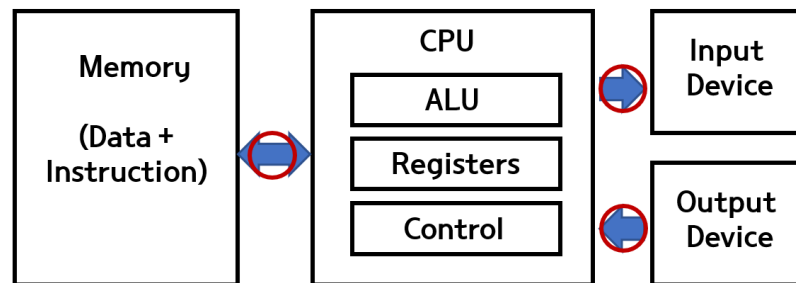 Memory
(Data +
Instruction)
CPU
ALU
Registers
Control
Input
Device
Output
Device